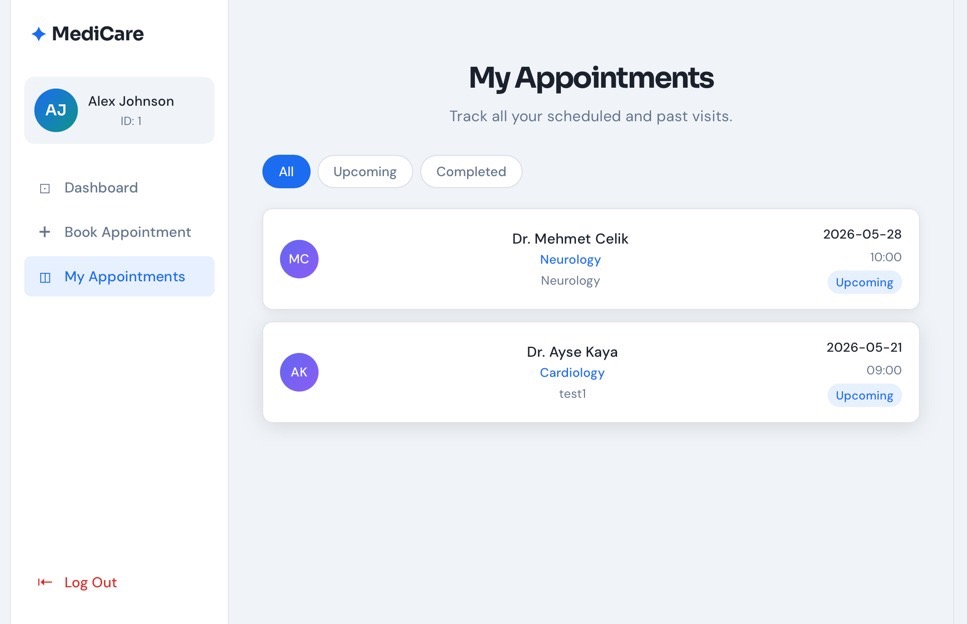 MediCare
AJ
Alex Johnson
ID: 1
Dashboard
Book Appointment
My Appointments
Log Out
My Appointments
Track all your scheduled and past visits.
All
Upcoming
Completed
MC
Dr. Mehmet Celik
Neurology
Neurology
2026-05-28
10:00
Upcoming
AK
Dr. Ayse Kaya
Cardiology
test1
2026-05-21
09:00
Upcoming